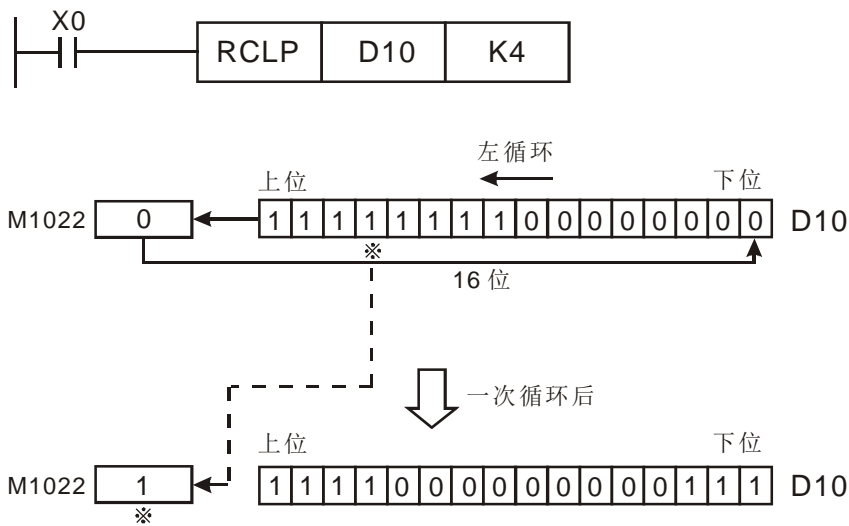 X0
RCLP D10 K4
左循环
上位 下位
M1022 0 1 1 1 1 1 1 1 1 0 0 0 0 0 0 0 0 D10
※
16 位
一次循环后
上位 下位
M1022 1 1 1 1 1 0 0 0 0 0 0 0 0 0 1 1 1 D10
※